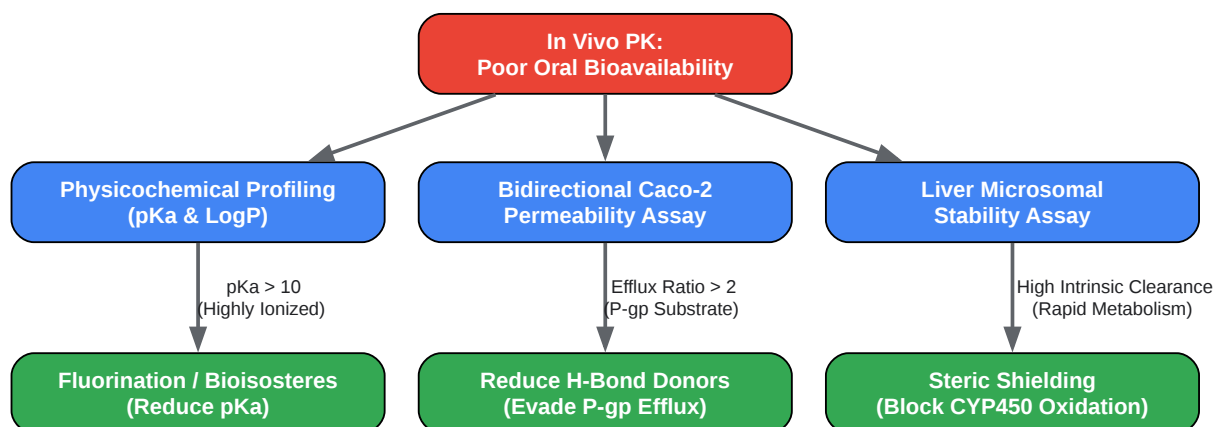 In Vivo PK:
Poor Oral Bioavailability
Physicochemical Profiling
(pKa & LogP)
Bidirectional Caco-2
Permeability Assay
Liver Microsomal
Stability Assay
pKa > 10
(Highly Ionized)
Efflux Ratio > 2
(P-gp Substrate)
High Intrinsic Clearance
(Rapid Metabolism)
Fluorination / Bioisosteres
(Reduce pKa)
Reduce H-Bond Donors
(Evade P-gp Efflux)
Steric Shielding
(Block CYP450 Oxidation)